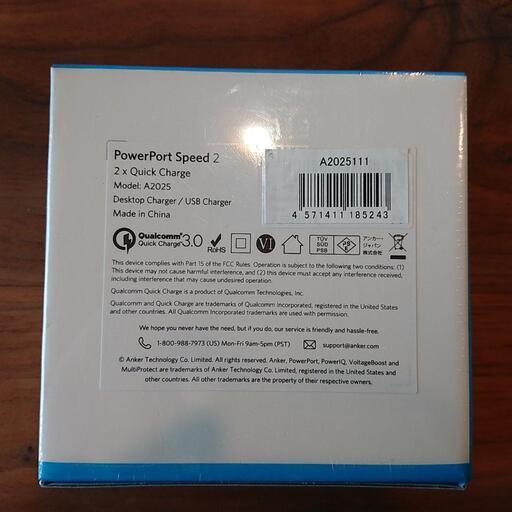 PowerPort Speed 2
2 x Quick Charge
Model: A2025
Desktop Charger / USB Charger
Made in China
A2025111
4 571411 185243
Qualcomm
Quick Charge 3.0
RoHS
VI
TÜV
SÜD
PSB
PS
E
アンカー・
ジャパン
株式会社
This device complies with Part 15 of the FCC Rules. Operation is subject to the following two conditions: (1)
This device may not cause harmful interference, and (2) this device must accept any interference received,
including interference that may cause undesired operation.
Qualcomm Quick Charge is a product of Qualcomm Technologies, Inc.
Qualcomm and Quick Charge are trademarks of Qualcomm Incorporated, registered in the United States
and other countries. All Qualcomm Incorporated marks are used with permission.
We hope you never have the need, but if you do, our service is friendly and hassle-free.
1-800-988-7973 (US) Mon-Fri 9am-5pm (PST)
support@anker.com
© Anker Technology Co. Limited. All rights reserved. Anker, PowerPort, PowerIQ, VoltageBoost and
MultiProtect are trademarks of Anker Technology Co. Limited, registered in the United States and
other countries. All other trademarks are the property of their respective owners.